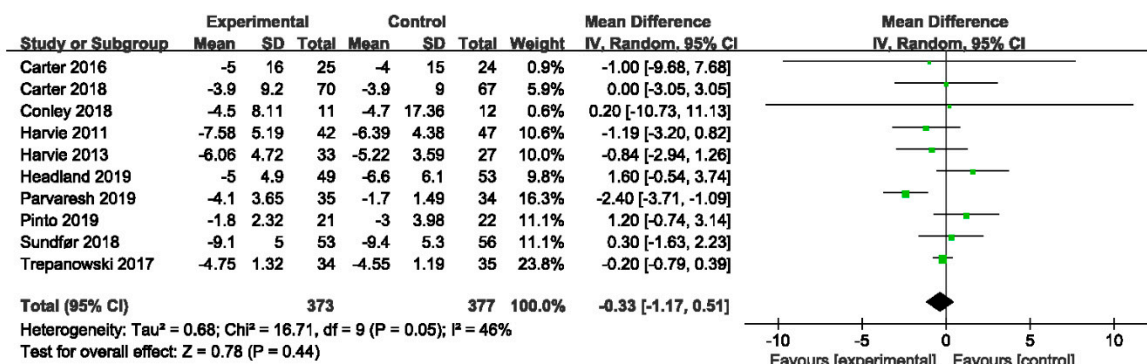 Experimental Control Mean Difference Mean Difference
Study or Subgroup Mean SD Total Mean SD Total Weight IV, Random, 95% CI IV, Random, 95% CI
Carter 2016 -5 16 25 -4 15 24 0.9% -1.00 [-9.68, 7.68]
Carter 2018 -3.9 9.2 70 -3.9 9 67 5.9% 0.00 [-3.05, 3.05]
Conley 2018 -4.5 8.11 11 -4.7 17.36 12 0.6% 0.20 [-10.73, 11.13]
Harvie 2011 -7.58 5.19 42 -6.39 4.38 47 10.6% -1.19 [-3.20, 0.82]
Harvie 2013 -6.06 4.72 33 -5.22 3.59 27 10.0% -0.84 [-2.94, 1.26]
Headland 2019 -5 4.9 49 -6.6 6.1 53 9.8% 1.60 [-0.54, 3.74]
Parvaresh 2019 -4.1 3.65 35 -1.7 1.49 34 16.3% -2.40 [-3.71, -1.09]
Pinto 2019 -1.8 2.32 21 -3 3.98 22 11.1% 1.20 [-0.74, 3.14]
Sundfør 2018 -9.1 5 53 -9.4 5.3 56 11.1% 0.30 [-1.63, 2.23]
Trepanowski 2017 -4.75 1.32 34 -4.55 1.19 35 23.8% -0.20 [-0.79, 0.39]
Total (95% CI) 373 377 100.0% -0.33 [-1.17, 0.51]
Heterogeneity: Tau² = 0.68; Chi² = 16.71, df = 9 (P = 0.05); I² = 46%
Test for overall effect: Z = 0.78 (P = 0.44)
-10 -5 0 5 10
Favours [experimental] Favours [control]